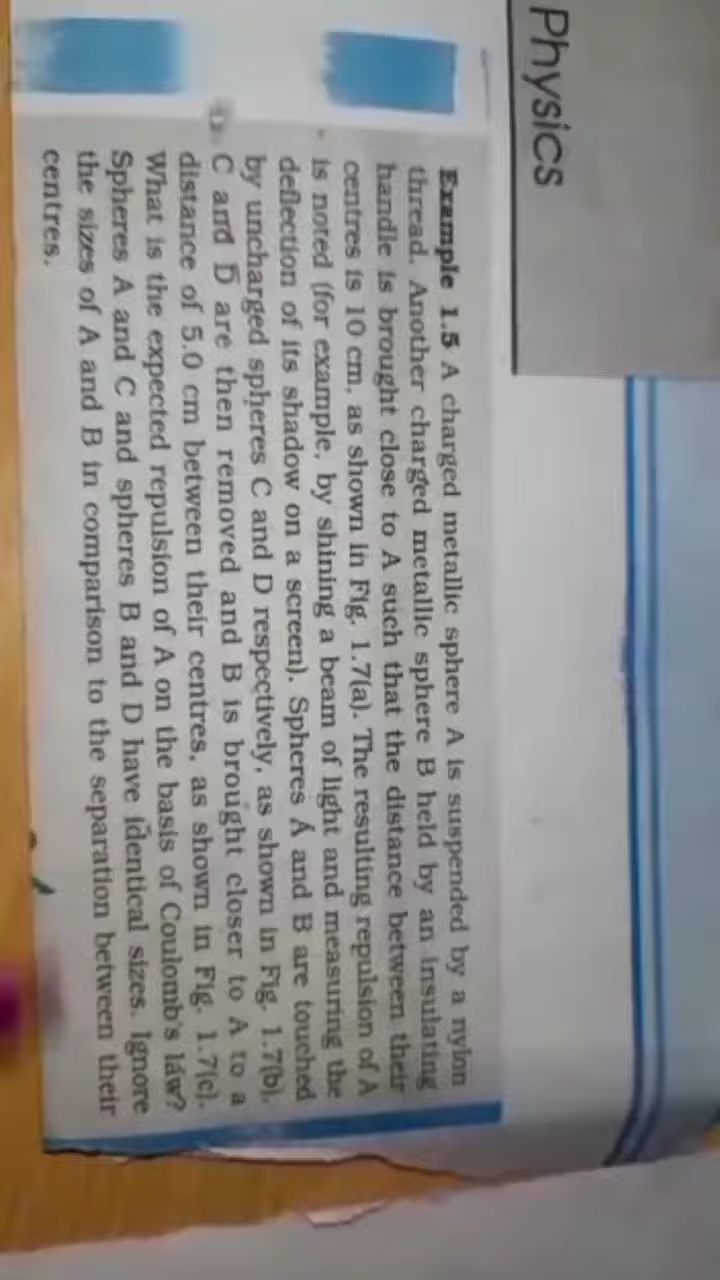 Physics
Example 1.5 A charged metallic sphere A is suspended by a nylon
thread. Another charged metallic sphere B held by an insulating
handle is brought close to A such that the distance between their
centres is 10 cm, as shown in Fig. 1.7(a). The resulting repulsion of A
is noted (for example, by shining a beam of light and measuring the
deflection of its shadow on a screen). Spheres A and B are touched
by uncharged spheres C and D respectively, as shown in Fig. 1.7(b).
C and D are then removed and B is brought closer to A to a
distance of 5.0 cm between their centres, as shown in Fig. 1.7(c).
What is the expected repulsion of A on the basis of Coulomb's law?
Spheres A and C and spheres B and D have identical sizes. Ignore
the sizes of A and B in comparison to the separation between their
centres.